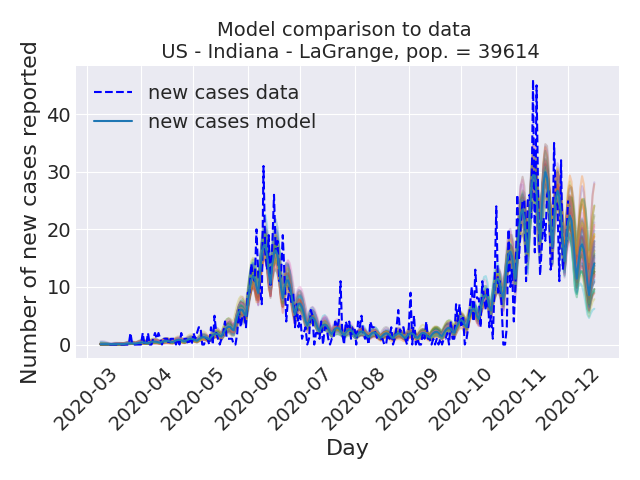 Model comparison to data
US - Indiana - LaGrange, pop. = 39614
new cases data
new cases model
Number of new cases reported
40
30
20
10
0
2020-03
2020-04
2020-05
2020-06
2020-07
2020-08
2020-09
2020-10
2020-11
2020-12
Day